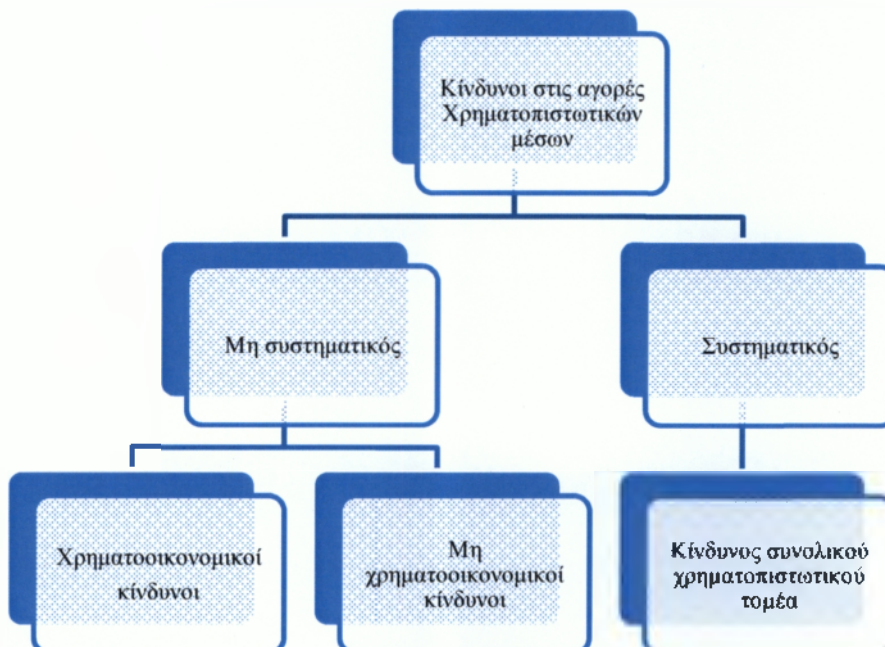 Κίνδυνοι στις αγορές
Χρηματοπιστωτικών
μέσων
Μη συστηματικός
Συστηματικός
Χρηματοοικονομικοί
κίνδυνοι
Μη
χρηματοοικονομικοί
κίνδυνοι
Κίνδυνος συνολικού
χρηματοπιστωτικού
τομέα